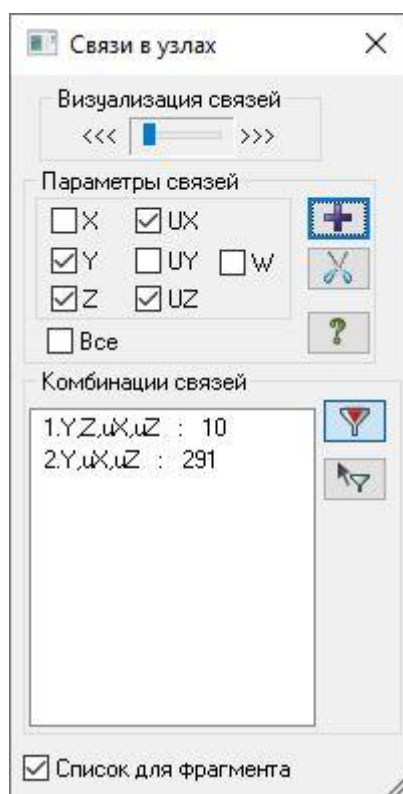 Связи в узлах
Визуализация связей
<<< >>>
Параметры связей
X UX
Y UY W
Z UZ
Все
?
Комбинации связей
1.Y,Z,uX,uZ : 10
2.Y,uX,uZ : 291
Список для фрагмента